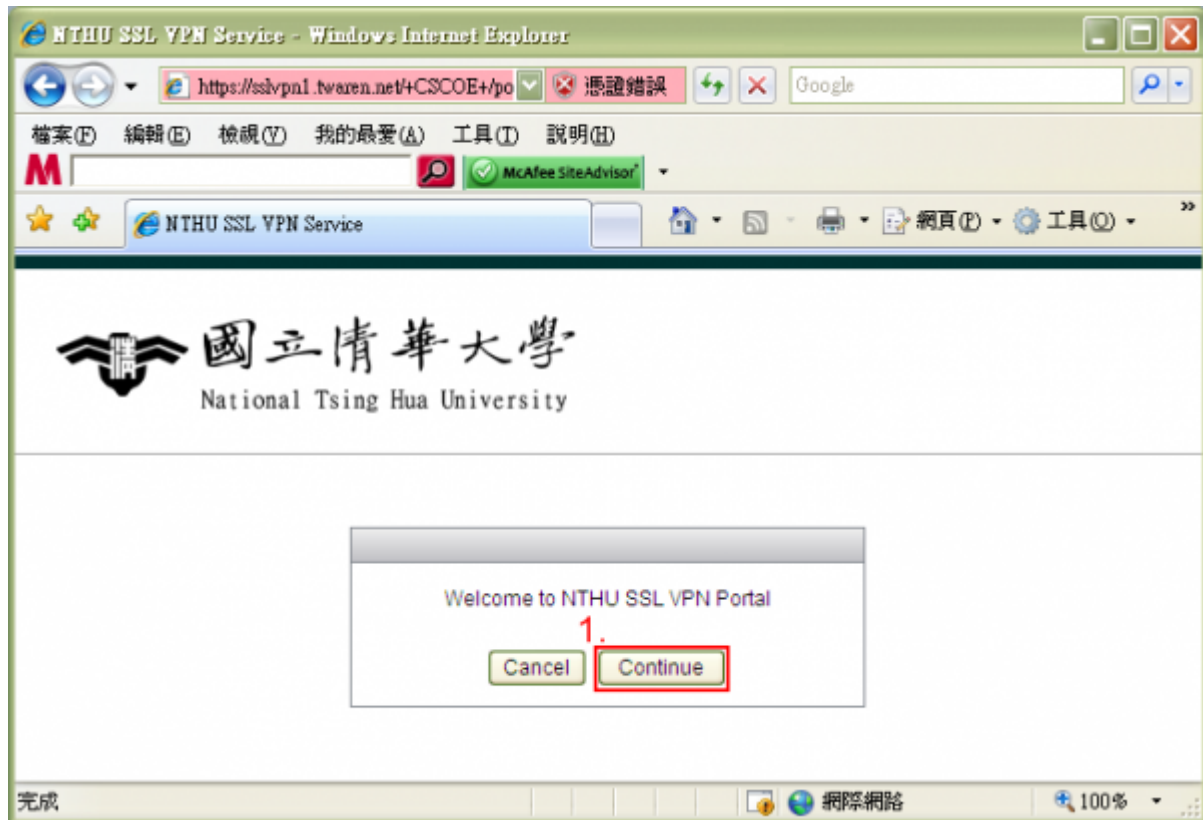 NTHU SSL VPN Service - Windows Internet Explorer
https://sslvpn1.twaren.net/+CSCOE+/po 憑證錯誤 Google
檔案(F) 編輯(E) 檢視(V) 我的最愛(A) 工具(T) 說明(H)
M McAfee SiteAdvisor
NTHU SSL VPN Service 網頁(P) 工具(O) »
國立清華大學
National Tsing Hua University
Welcome to NTHU SSL VPN Portal
1.
Cancel Continue
完成 網際網路 100%